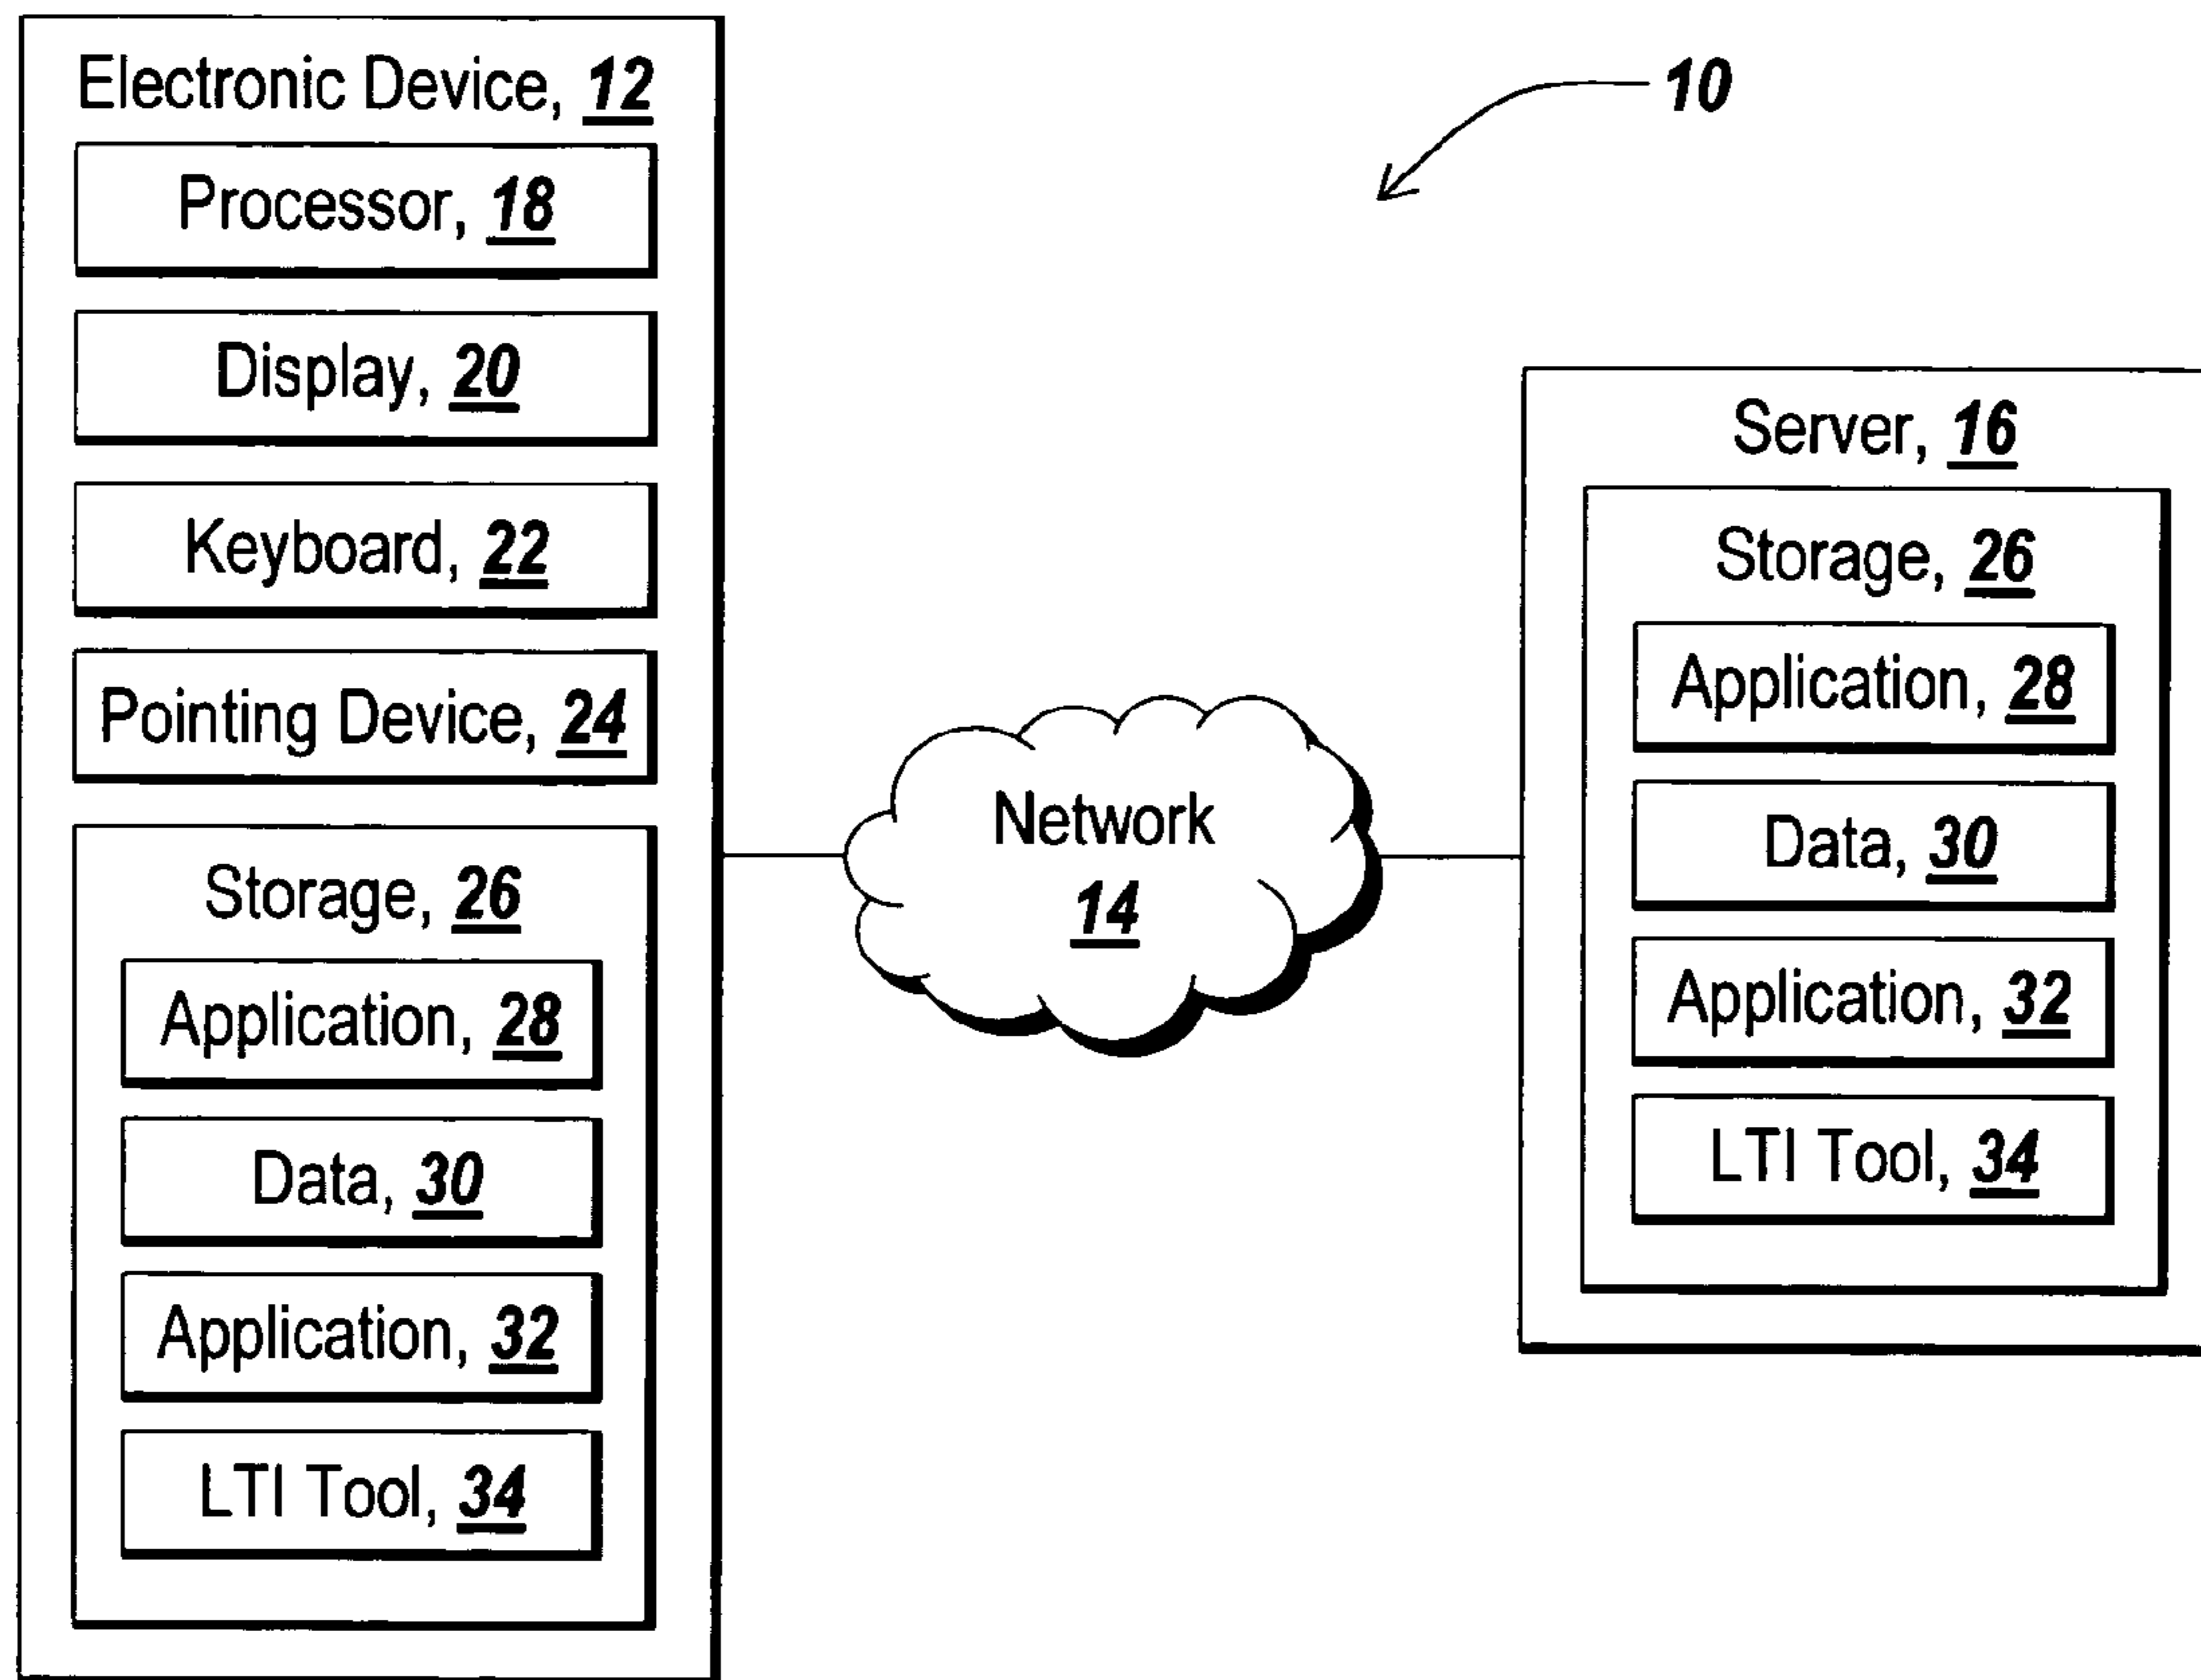 Electronic Device, 12
Processor, 18
Display, 20
Keyboard, 22
Pointing Device, 24
Storage, 26
Application, 28
Data, 30
Application, 32
LTI Tool, 34
10
Network
14
Server, 16
Storage, 26
Application, 28
Data, 30
Application, 32
LTI Tool, 34